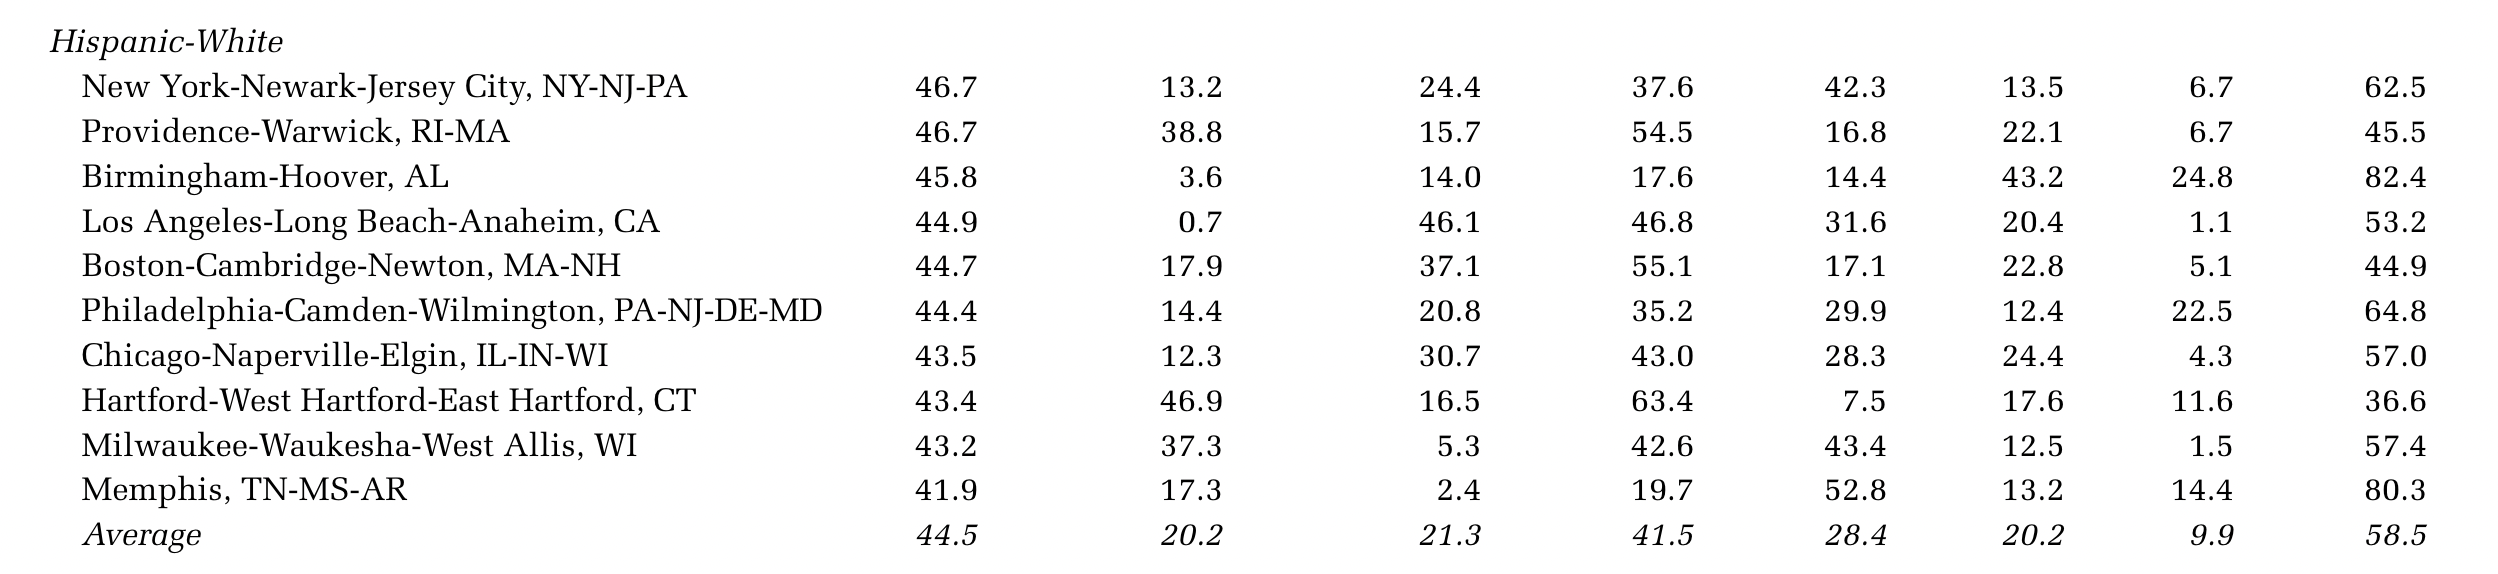 Hispanic-White
New York-Newark-Jersey City, NY-NJ-PA 46.7 13.2 24.4 37.6 42.3 13.5 6.7 62.5
Providence-Warwick, RI-MA 46.7 38.8 15.7 54.5 16.8 22.1 6.7 45.5
Birmingham-Hoover, AL 45.8 3.6 14.0 17.6 14.4 43.2 24.8 82.4
Los Angeles-Long Beach-Anaheim, CA 44.9 0.7 46.1 46.8 31.6 20.4 1.1 53.2
Boston-Cambridge-Newton, MA-NH 44.7 17.9 37.1 55.1 17.1 22.8 5.1 44.9
Philadelphia-Camden-Wilmington, PA-NJ-DE-MD 44.4 14.4 20.8 35.2 29.9 12.4 22.5 64.8
Chicago-Naperville-Elgin, IL-IN-WI 43.5 12.3 30.7 43.0 28.3 24.4 4.3 57.0
Hartford-West Hartford-East Hartford, CT 43.4 46.9 16.5 63.4 7.5 17.6 11.6 36.6
Milwaukee-Waukesha-West Allis, WI 43.2 37.3 5.3 42.6 43.4 12.5 1.5 57.4
Memphis, TN-MS-AR 41.9 17.3 2.4 19.7 52.8 13.2 14.4 80.3
Average 44.5 20.2 21.3 41.5 28.4 20.2 9.9 58.5